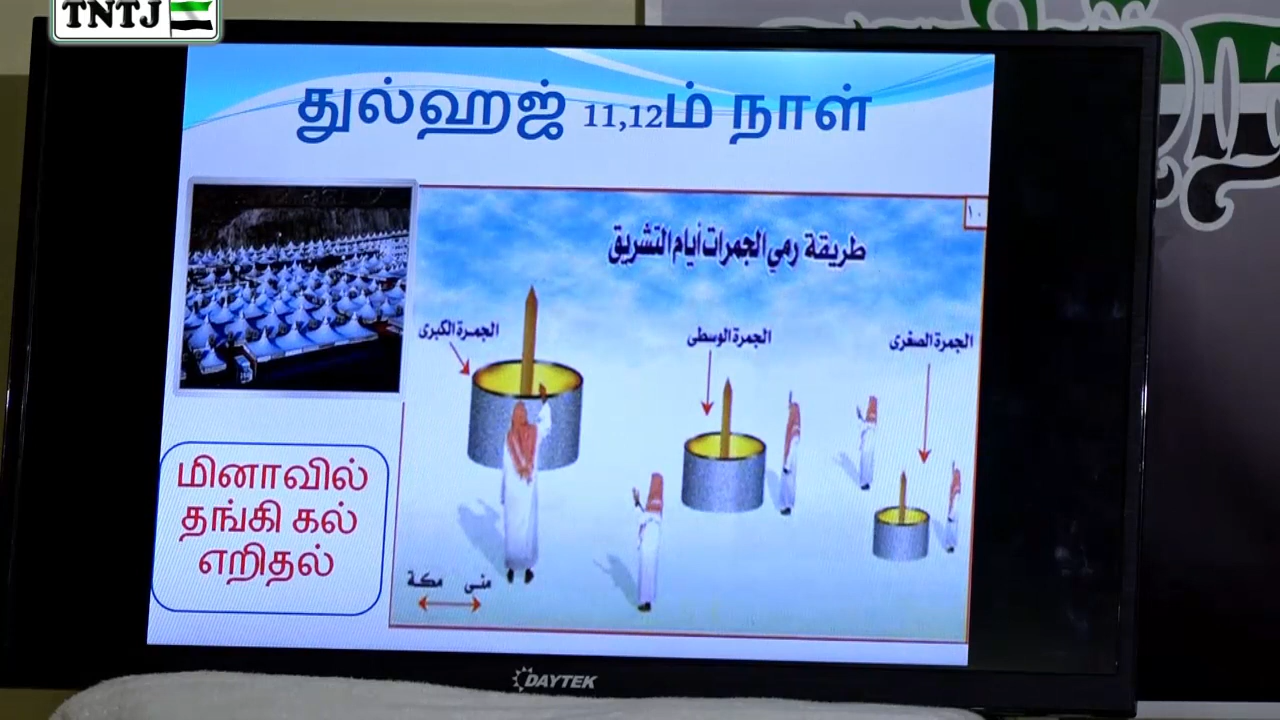 TNTJ
துல்ஹஜ் 11,12ம் நாள்
١٠
طريقة رمي الجمرات أيام التشريق
الجمرة الكبرى
الجمرة الوسطى
الجمرة الصغرى
மினாவில்
தங்கி கல்
எறிதல்
مكة منى
DAYTEK